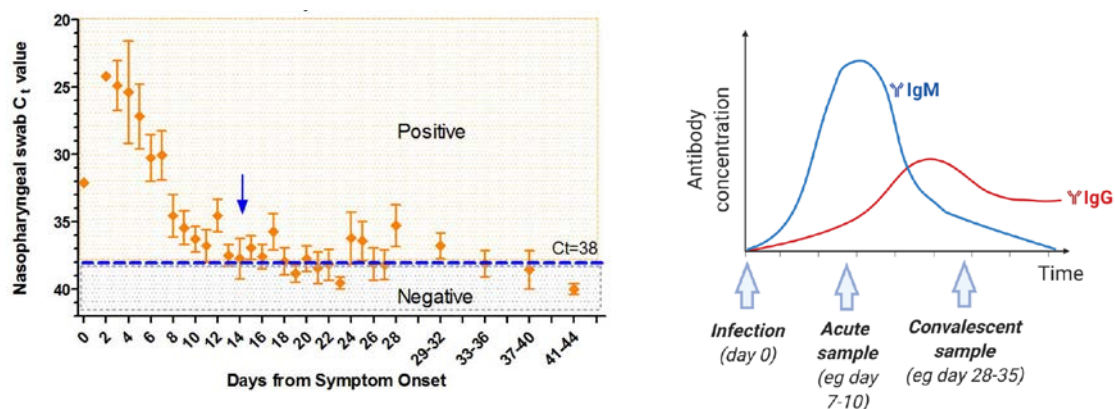 Nasopharyngeal swab Ct value
20
25
30
35
40
Positive
Ct=38
Negative
0
2
4
6
8
10
12
14
16
18
20
22
24
26
28
29-32
33-36
37-40
41-44
Days from Symptom Onset
Antibody
concentration
IgM
IgG
Time
Infection
(day 0)
Acute
sample
(eg day
7-10)
Convalescent
sample
(eg day 28-35)